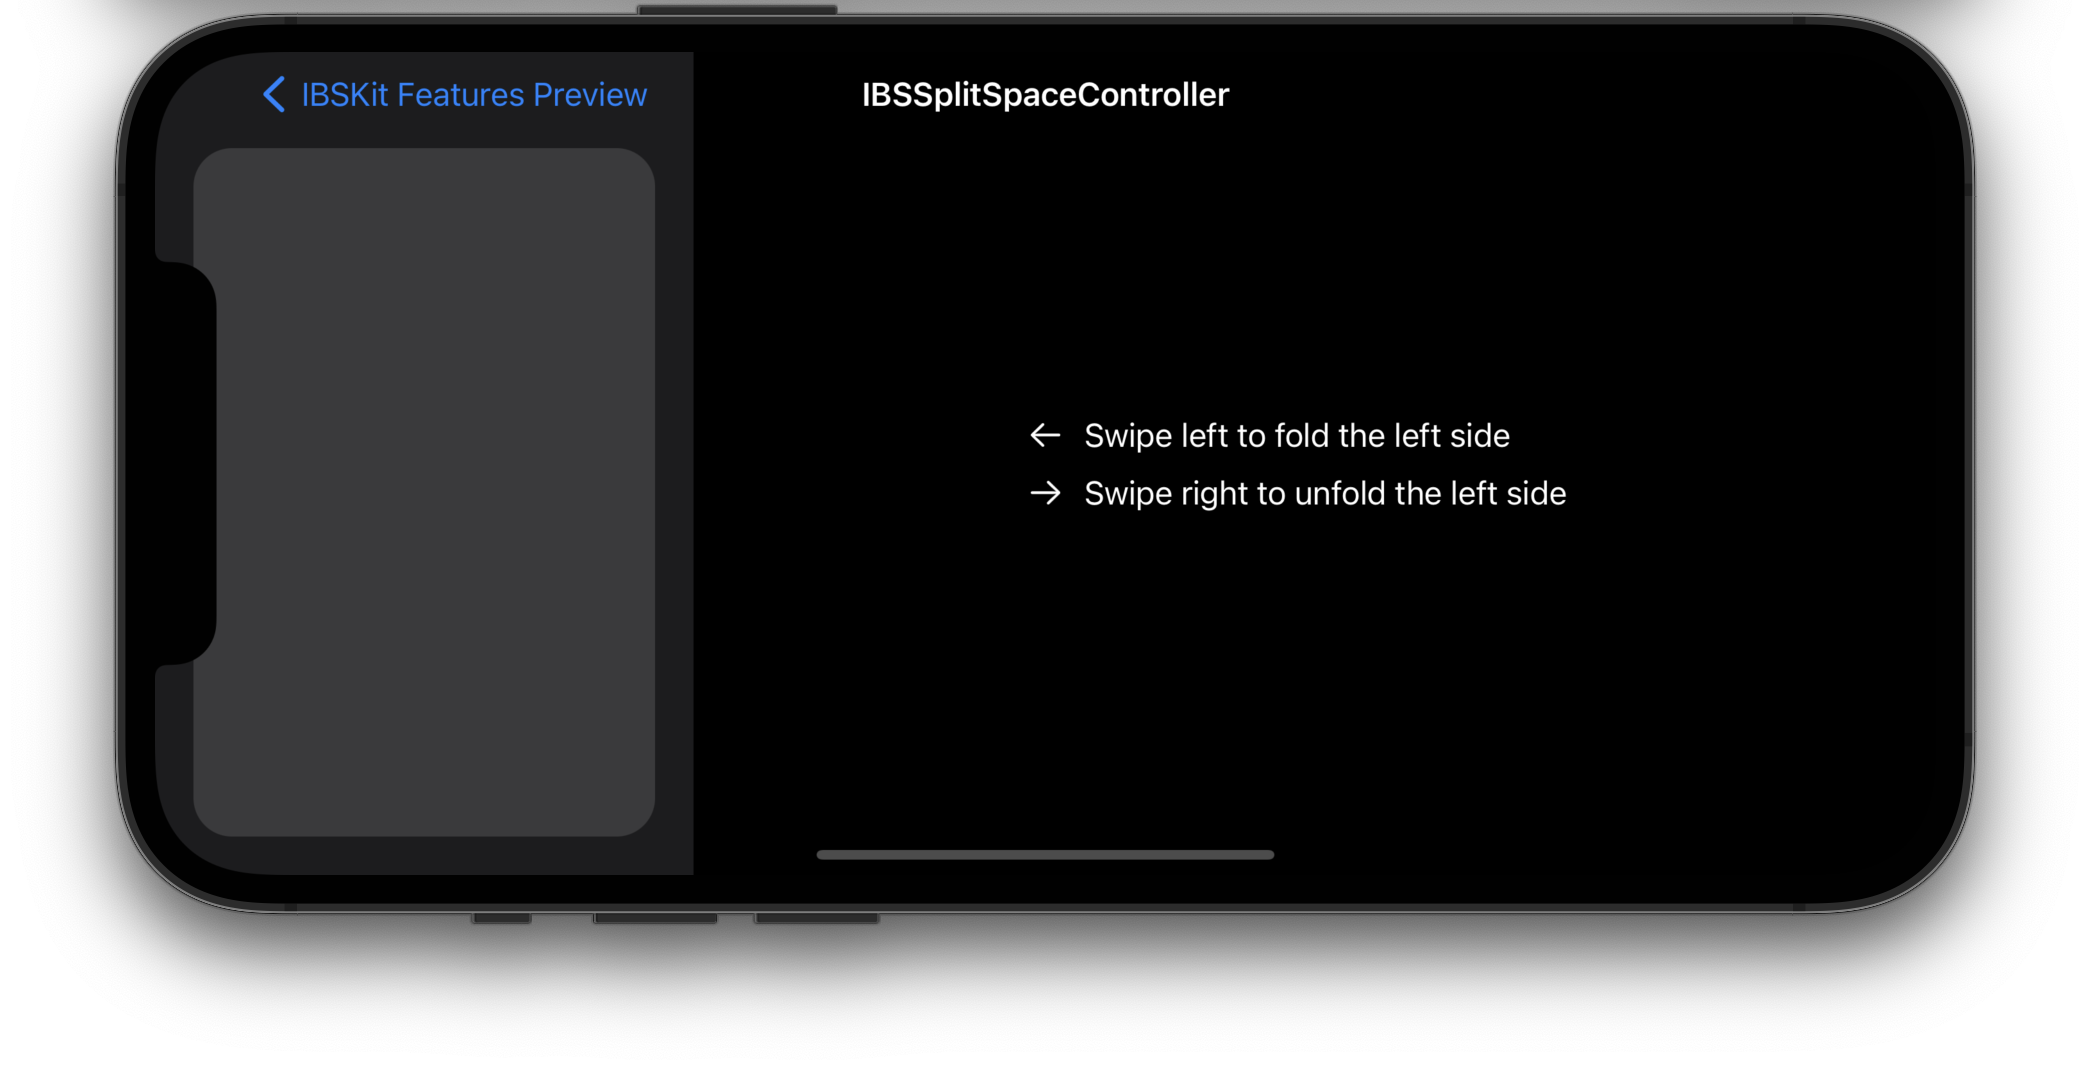 IBSKit Features Preview
IBSSplitSpaceController
← Swipe left to fold the left side
→ Swipe right to unfold the left side